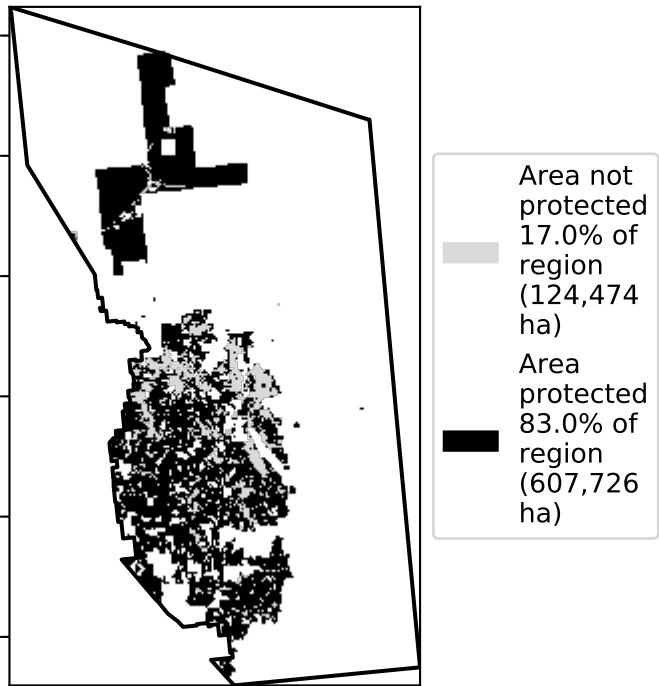 Area not
protected
17.0% of
region
(124,474
ha)
Area
protected
83.0% of
region
(607,726
ha)